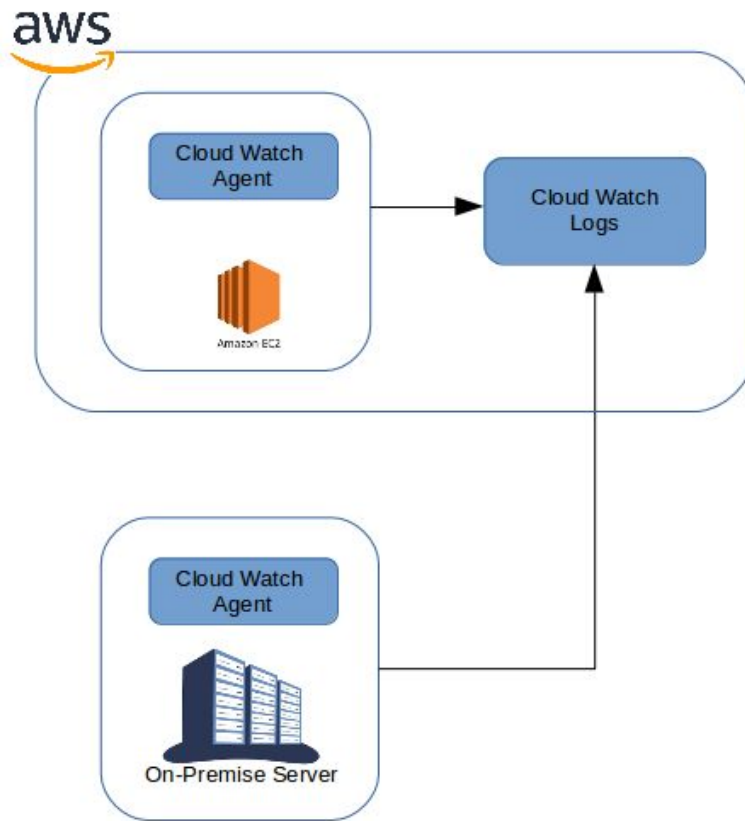 aws
Cloud Watch
Agent
Cloud Watch
Logs
Amazon EC2
Cloud Watch
Agent
On-Premise Server